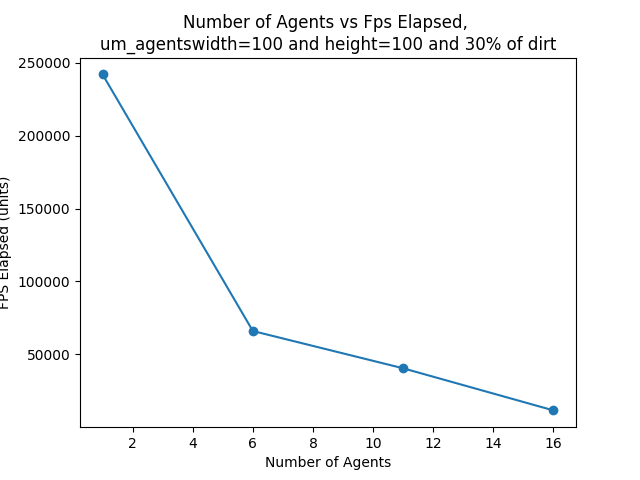 Number of Agents vs Fps Elapsed,
um_agentswidth=100 and height=100 and 30% of dirt
250000
200000
150000
100000
50000
FPS Elapsed (units)
2 4 6 8 10 12 14 16
Number of Agents